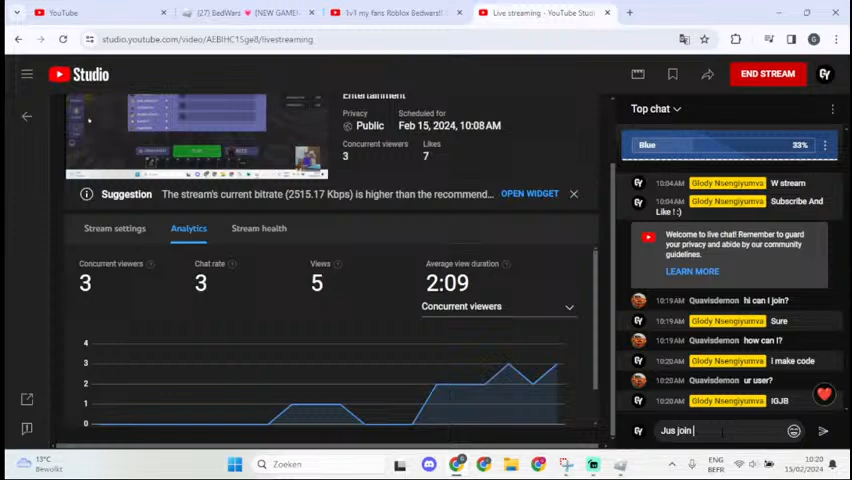 YouTube
(27) BedWars ❤ (NEW GAME!
1v1 my fans Roblox Bedwars!!
Live streaming - YouTube Studi
studio.youtube.com/video/AEBIHC1Sge8/livestreaming
Studio
END STREAM
Entertainment
Privacy
Public
Scheduled for
Feb 15, 2024, 10:08 AM
Concurrent viewers
3
Likes
7
Suggestion The stream's current bitrate (2515.17 Kbps) is higher than the recommend... OPEN WIDGET
Stream settings
Analytics
Stream health
Concurrent viewers
3
Chat rate
3
Views
5
Average view duration
2:09
Concurrent viewers
4
3
2
1
0
Top chat
Blue 33%
10:04 AM Glody Nsengiyumva W stream
10:04 AM Glody Nsengiyumva Subscribe And
Like ! :)
Welcome to live chat! Remember to guard
your privacy and abide by our community
guidelines.
LEARN MORE
10:19 AM Quavisdemon hi can I join?
10:19 AM Glody Nsengiyumva Sure
10:19 AM Quavisdemon how can I?
10:20 AM Glody Nsengiyumva i make code
10:20 AM Quavisdemon ur user?
10:20 AM Glody Nsengiyumva IGJB
Jus join
13°C
Bewolkt
Zoeken
ENG
BEFR
10:20
15/02/2024